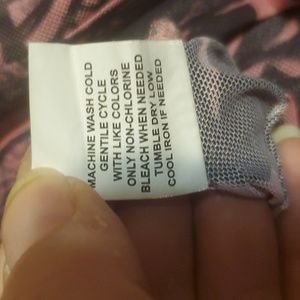 MACHINE WASH COLD
GENTILE CYCLE
WITH LIKE COLORS
ONLY NON-CHLORINE
BLEACH WHEN NEEDED
TUMBLE DRY LOW
COOL IRON IF NEEDED